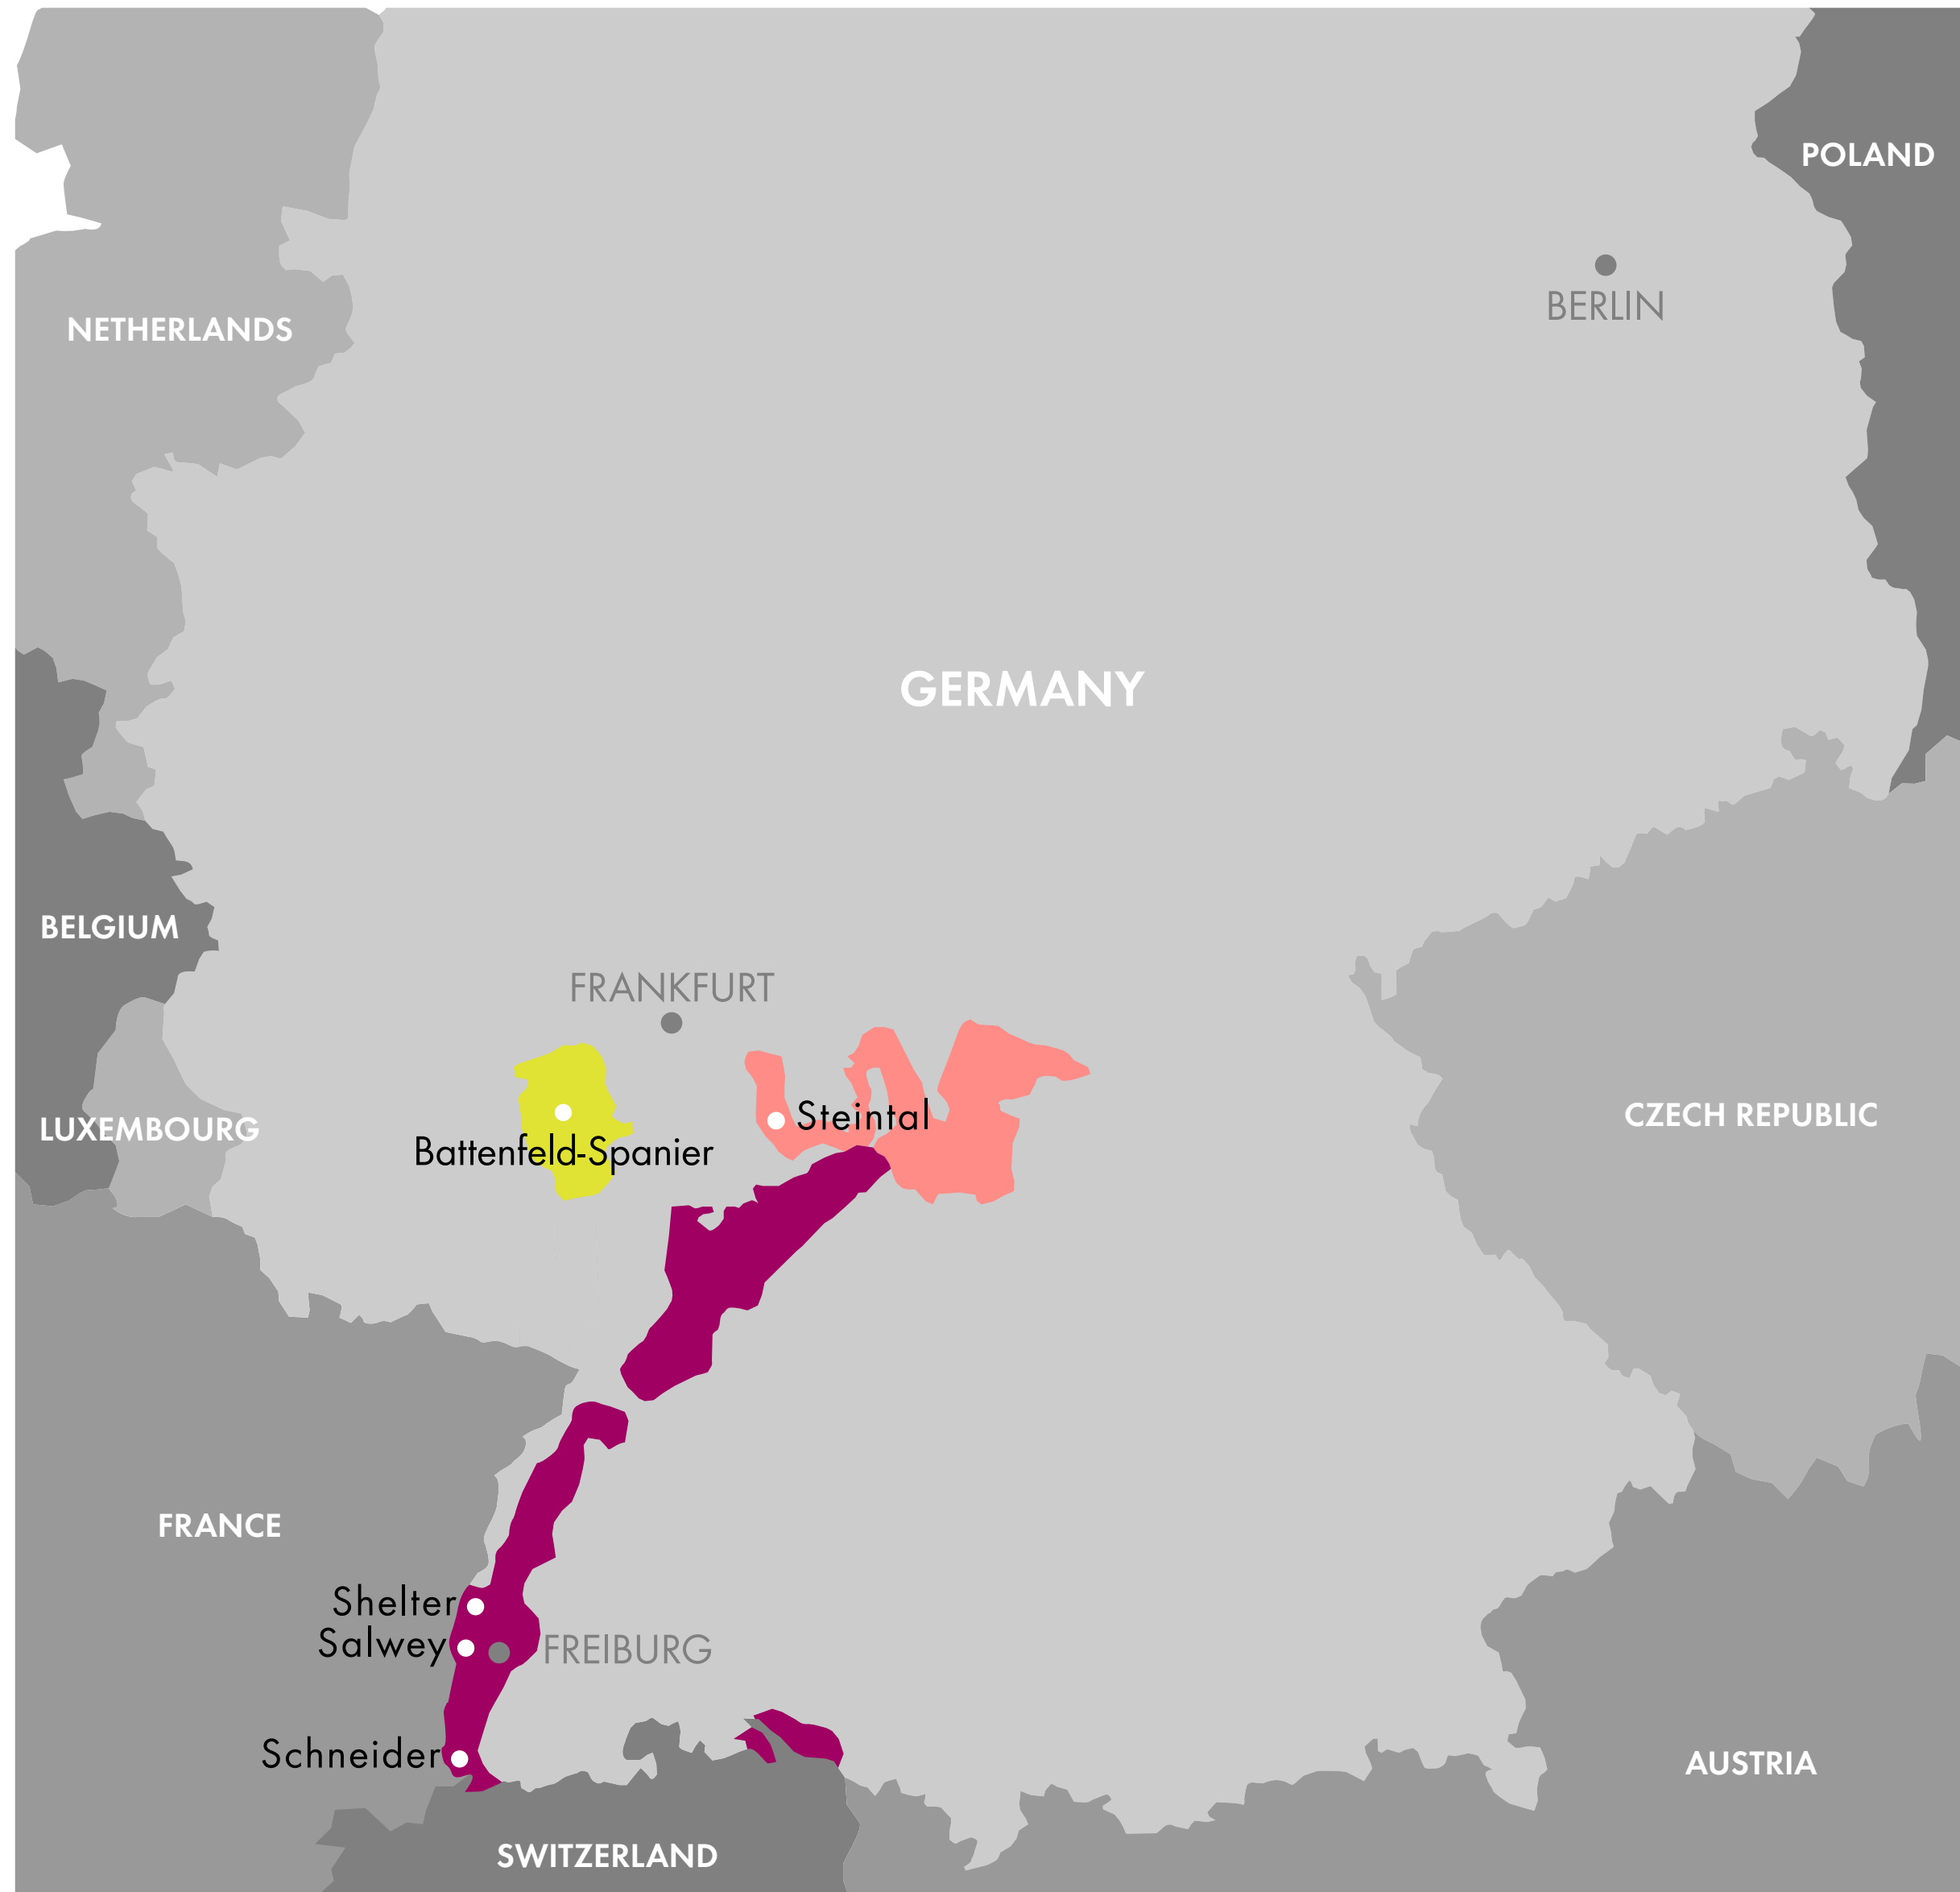 POLAND
BERLIN
NETHERLANDS
GERMANY
BELGIUM
FRANKFURT
LUXEMBOURG
Steintal
CZECH REPUBLIC
Battenfeld-Spanier
FRANCE
Shelter
Salwey
FREIBURG
Schneider
AUSTRIA
SWITZERLAND